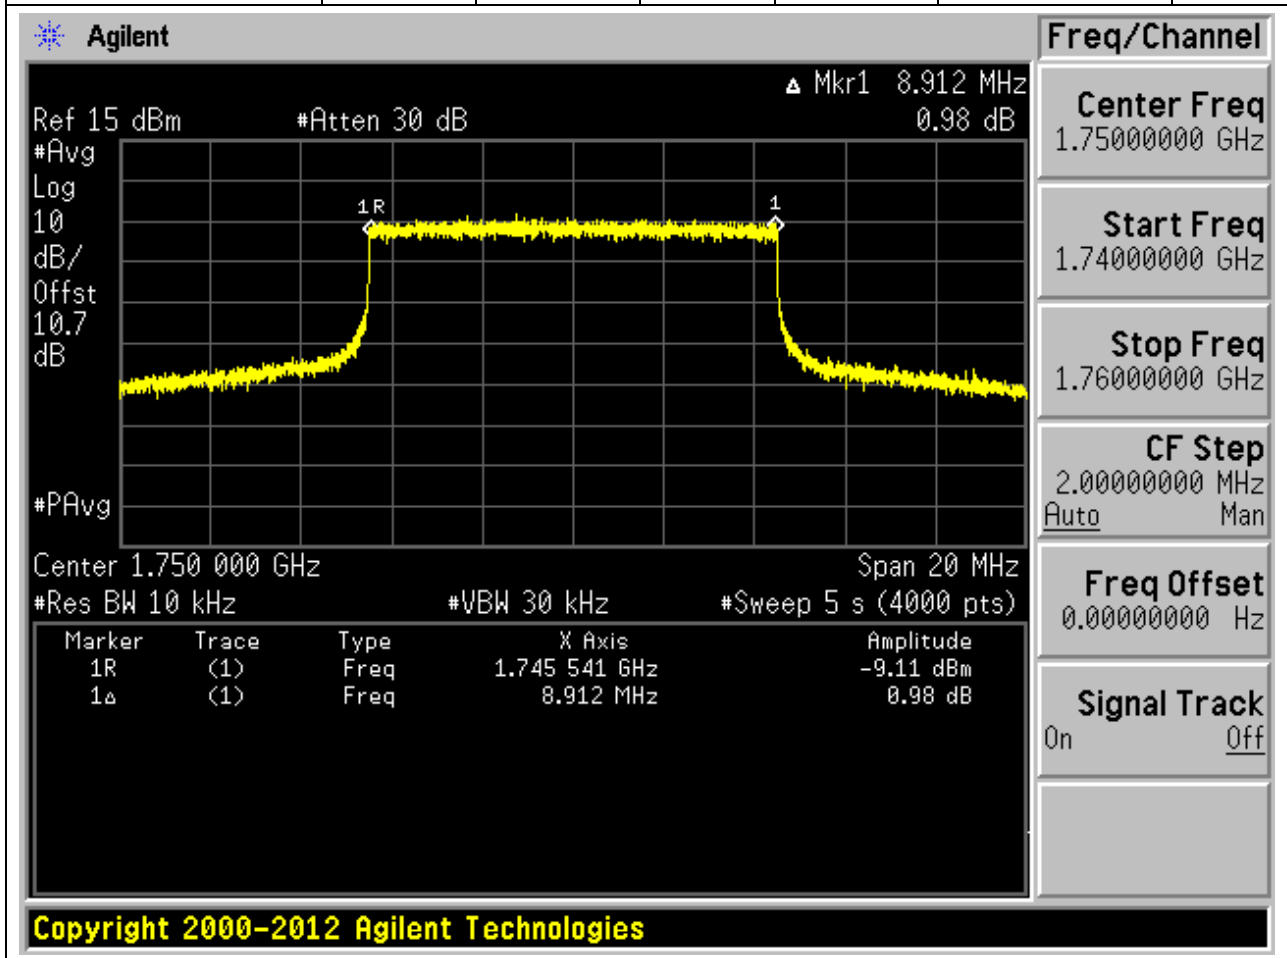 Agilent
Freq/Channel
Δ Mkr1 8.912 MHz
Ref 15 dBm #Atten 30 dB 0.98 dB
#Avg
Log
10
dB/
Offst
10.7
dB
1R
1
#PAvg
Center 1.750 000 GHz Span 20 MHz
#Res BW 10 kHz #VBW 30 kHz #Sweep 5 s (4000 pts)
Marker Trace Type X Axis Amplitude
1R (1) Freq 1.745 541 GHz -9.11 dBm
1Δ (1) Freq 8.912 MHz 0.98 dB
Center Freq
1.75000000 GHz
Start Freq
1.74000000 GHz
Stop Freq
1.76000000 GHz
CF Step
2.00000000 MHz
Auto Man
Freq Offset
0.00000000 Hz
Signal Track
On Off
Copyright 2000-2012 Agilent Technologies